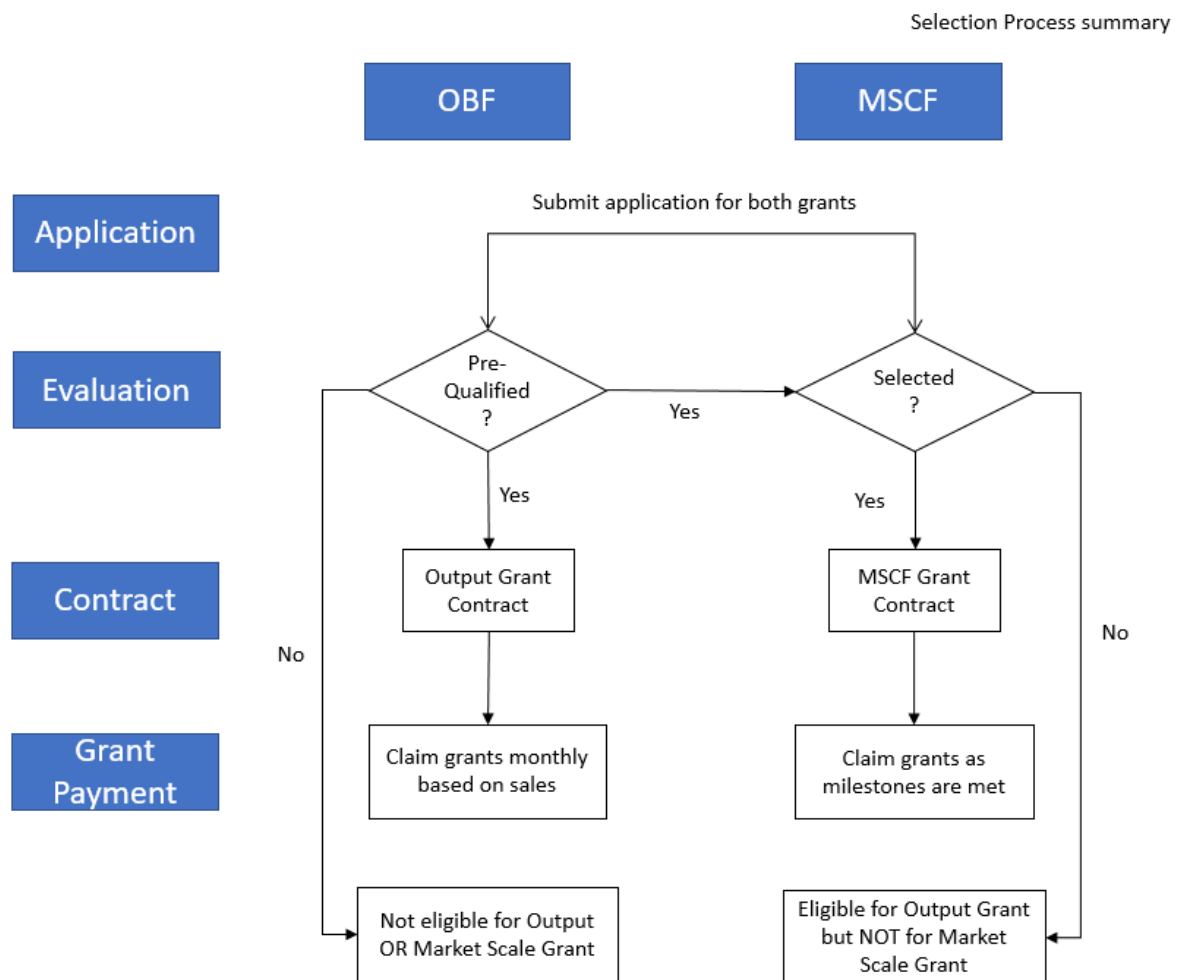 Selection Process summary
OBF
MSCF
Application
Submit application for both grants
Evaluation
Pre-
Qualified
?
Yes
Selected
?
Yes
Yes
Contract
Output Grant
Contract
MSCF Grant
Contract
No
No
Grant
Payment
Claim grants monthly
based on sales
Claim grants as
milestones are met
Not eligible for Output
OR Market Scale Grant
Eligible for Output Grant
but NOT for Market
Scale Grant